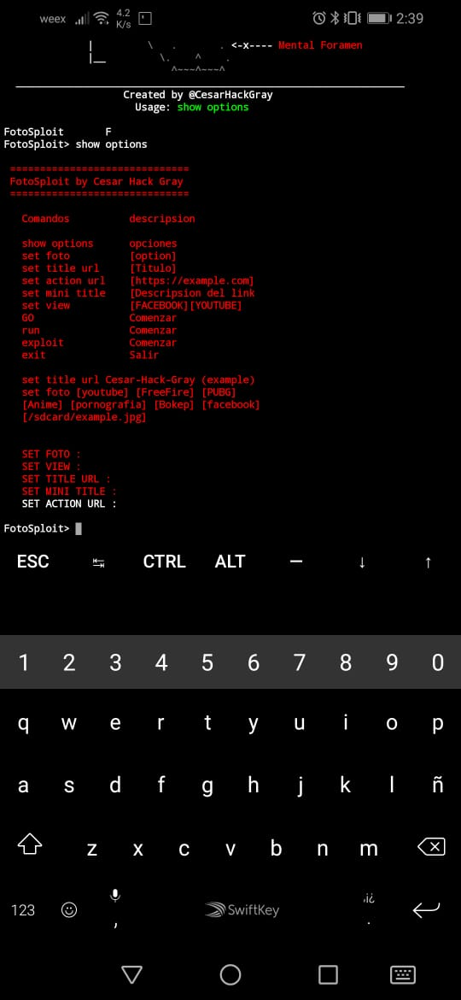 weex 4.2 K/s 2:39
|            \   .       . <-x---- Mental Foramen
|__           \.    ^    .
^~~~^~~~^
Created by @CesarHackGray
Usage: show options
FotoSploit F
FotoSploit> show options
==============================
FotoSploit by Cesar Hack Gray
==============================
Comandos descripsion
show options opciones
set foto [option]
set title url [Titulo]
set action url [https://example.com]
set mini title [Descripsion del link
set view [FACEBOOK][YOUTUBE]
GO Comenzar
run Comenzar
exploit Comenzar
exit Salir
set title url Cesar-Hack-Gray (example)
set foto [youtube] [FreeFire] [PUBG]
[Anime] [pornografia] [Bokep] [facebook]
[/sdcard/example.jpg]
SET FOTO :
SET VIEW :
SET TITLE URL :
SET MINI TITLE :
SET ACTION URL :
FotoSploit>
ESC ↹ CTRL ALT — ↓ ↑
1 2 3 4 5 6 7 8 9 0
q w e r t y u i o p
a s d f g h j k l ñ
z x c v b n m
123 , SwiftKey ,¡¿ .